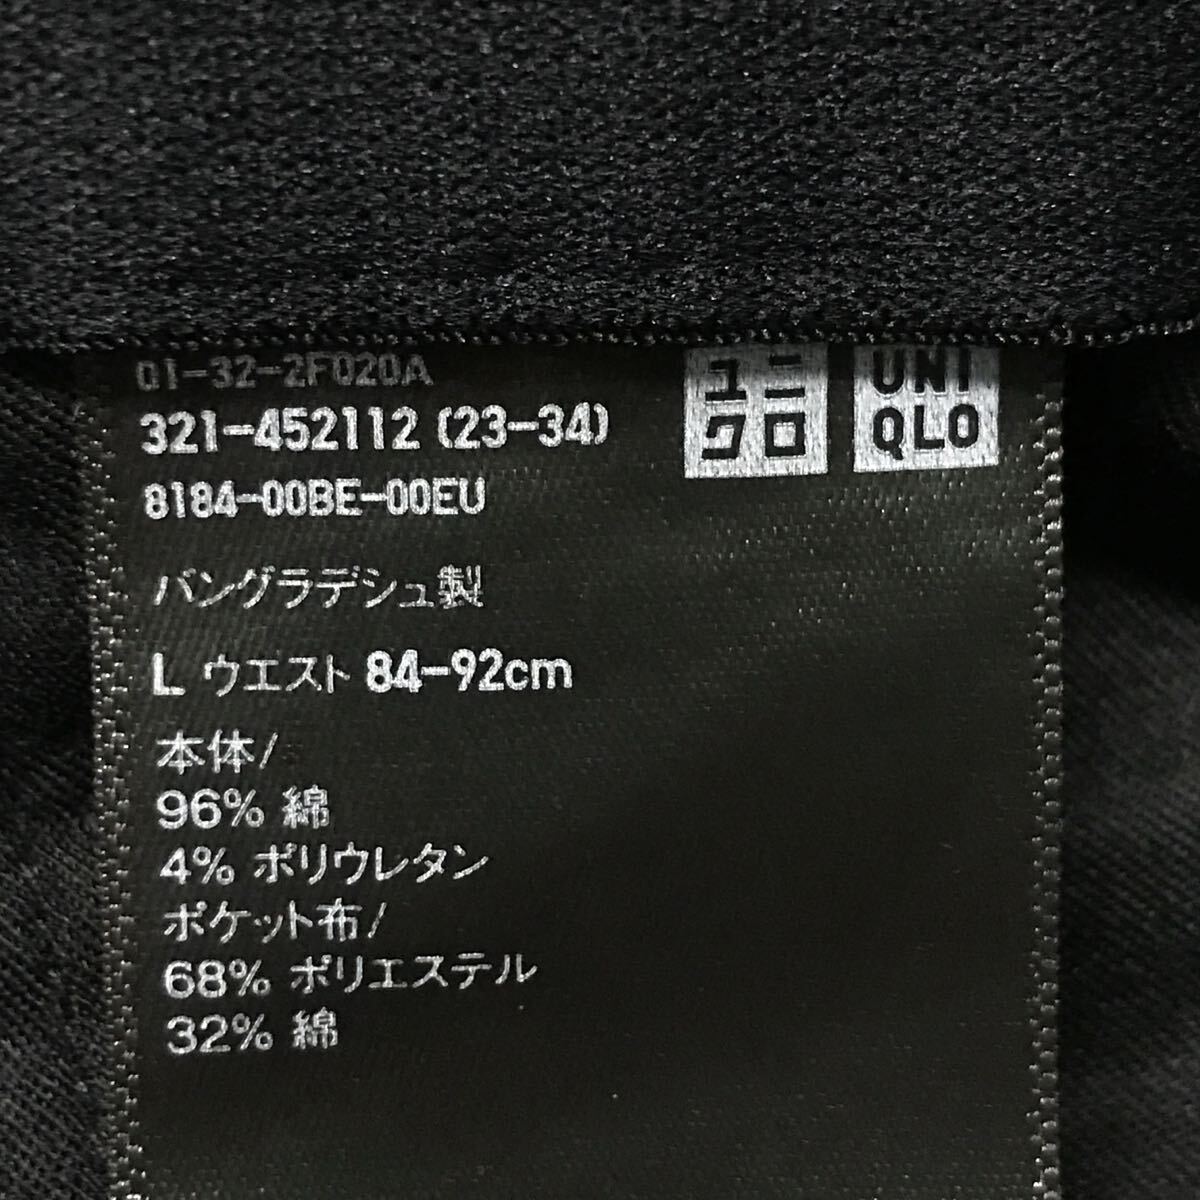 01-32-2F020A
321-452112 (23-34)
8184-00BE-00EU
ユニ
クロ
UNI
QLO
バングラデシュ製
L ウエスト 84-92cm
本体/
96% 綿
4% ポリウレタン
ポケット布/
68% ポリエステル
32% 綿